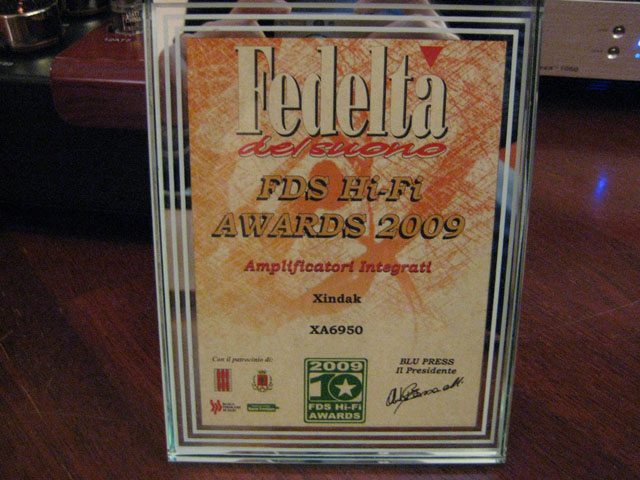 Fedeltà
del suono
FDS Hi-Fi
AWARDS 2009
Amplificatori Integrati
Xindak
XA6950
Con il patrocinio di:
2009
10
FDS Hi-Fi
AWARDS
BLU PRESS
Il Presidente